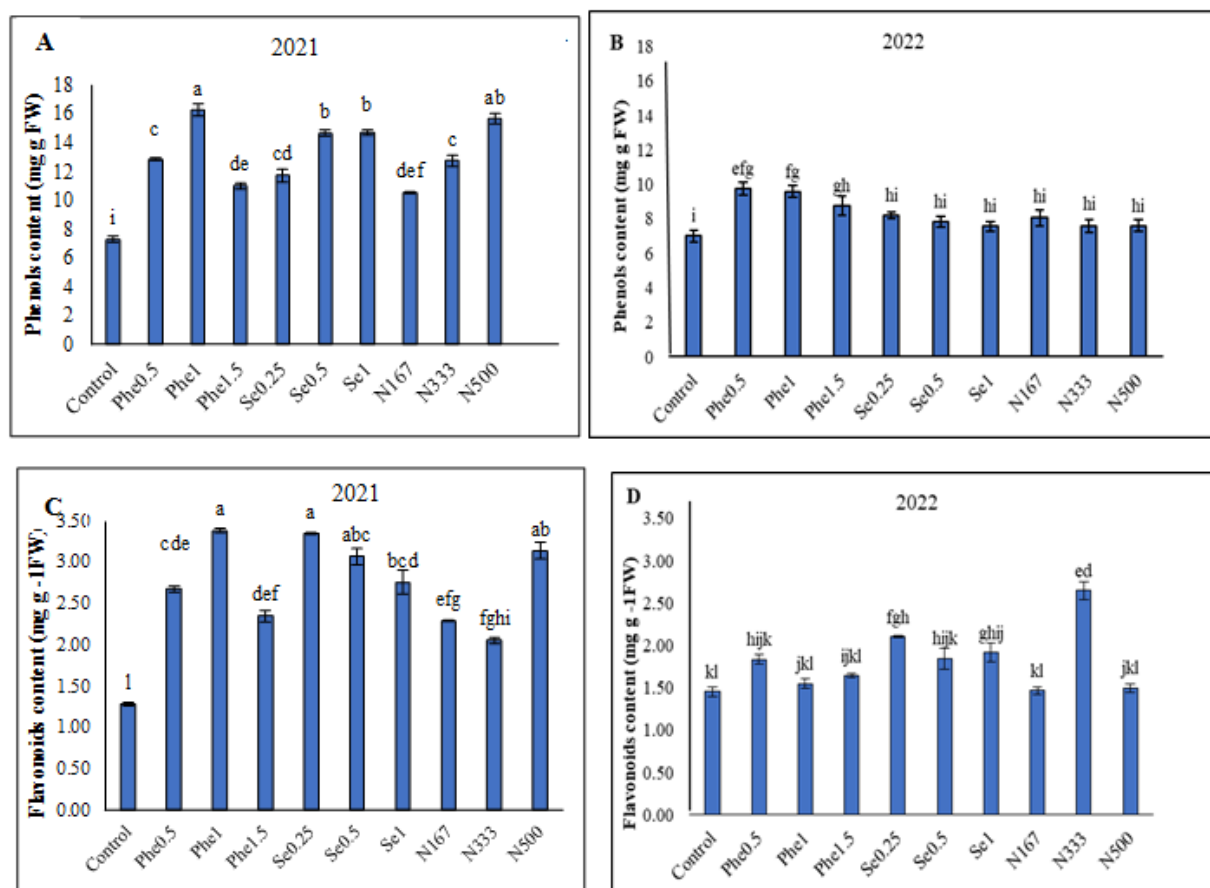 A
2021
Phenols content (mg g FW)
18
16
14
12
10
8
6
4
2
0
i
c
a
de
cd
b
b
def
c
ab
Control
Phe0.5
Phe1
Phe1.5
Se0.25
Se0.5
Se1
N167
N333
N500
B
2022
Phenols content (mg g FW)
18
16
14
12
10
8
6
4
2
0
i
efg
fg
gh
hi
hi
hi
hi
hi
hi
Control
Phe0.5
Phe1
Phe1.5
Se0.25
Se0.5
Se1
N167
N333
N500
C
2021
Flavonoids content (mg g -1FW)
3.50
3.00
2.50
2.00
1.50
1.00
0.50
0.00
l
cde
a
def
a
abc
bcd
efg
fghi
ab
Control
Phe0.5
Phe1
Phe1.5
Se0.25
Se0.5
Se1
N167
N333
N500
D
2022
Flavonoids content (mg g -1FW)
3.50
3.00
2.50
2.00
1.50
1.00
0.50
0.00
kl
hijk
jkl
ijkl
fgh
hijk
ghij
kl
ed
jkl
Control
Phe0.5
Phe1
Phe1.5
Se0.25
Se0.5
Se1
N167
N333
N500